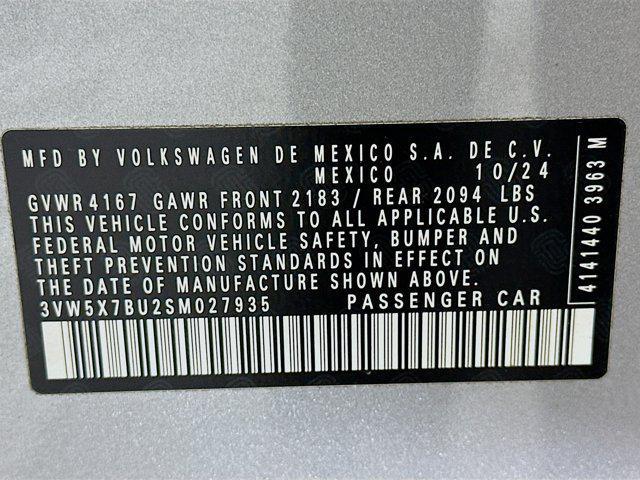 MFD BY VOLKSWAGEN DE MEXICO S.A. DE C.V.
MEXICO 10/24
GVWR 4167 GAWR FRONT 2183 / REAR 2094 LBS
THIS VEHICLE CONFORMS TO ALL APPLICABLE U.S.
FEDERAL MOTOR VEHICLE SAFETY, BUMPER AND
THEFT PREVENTION STANDARDS IN EFFECT ON
THE DATE OF MANUFACTURE SHOWN ABOVE.
3VW5X7BU2SM027935 PASSENGER CAR
4141440 3963 M